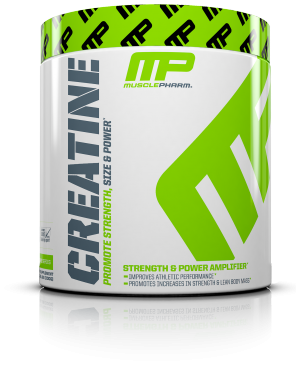 MP
MUSCLEPHARM®
CREATINE
PROMOTE STRENGTH, SIZE & POWER*
STRENGTH & POWER AMPLIFIER*
• IMPROVES ATHLETIC PERFORMANCE*
• PROMOTES INCREASES IN STRENGTH & LEAN BODY MASS*